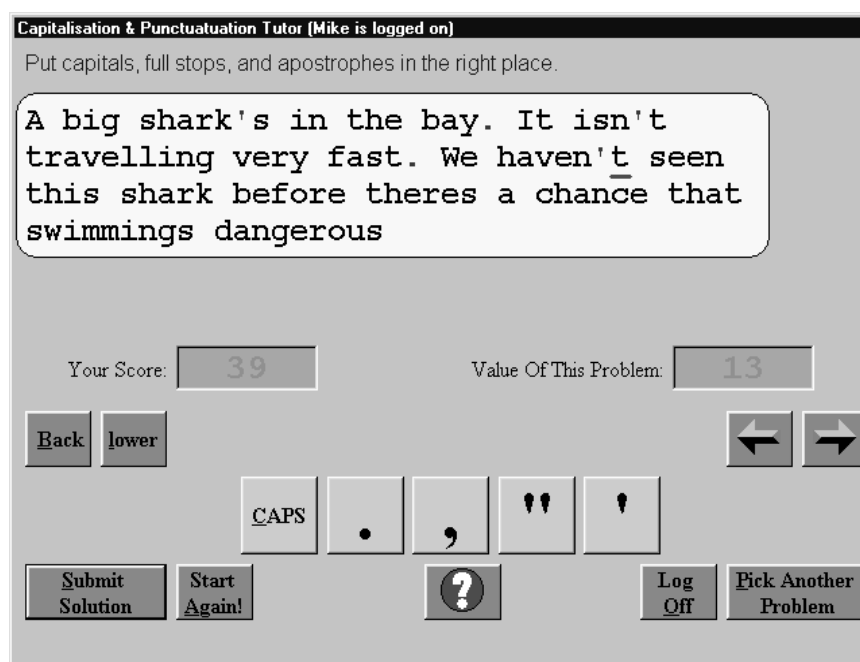 Capitalisation & Punctuatuation Tutor (Mike is logged on)
Put capitals, full stops, and apostrophes in the right place.
A big shark's in the bay. It isn't
travelling very fast. We haven't seen
this shark before theres a chance that
swimmings dangerous
Your Score: 39 Value Of This Problem: 13
Back lower
CAPS . , " '
Submit Solution Start Again! ? Log Off Pick Another Problem